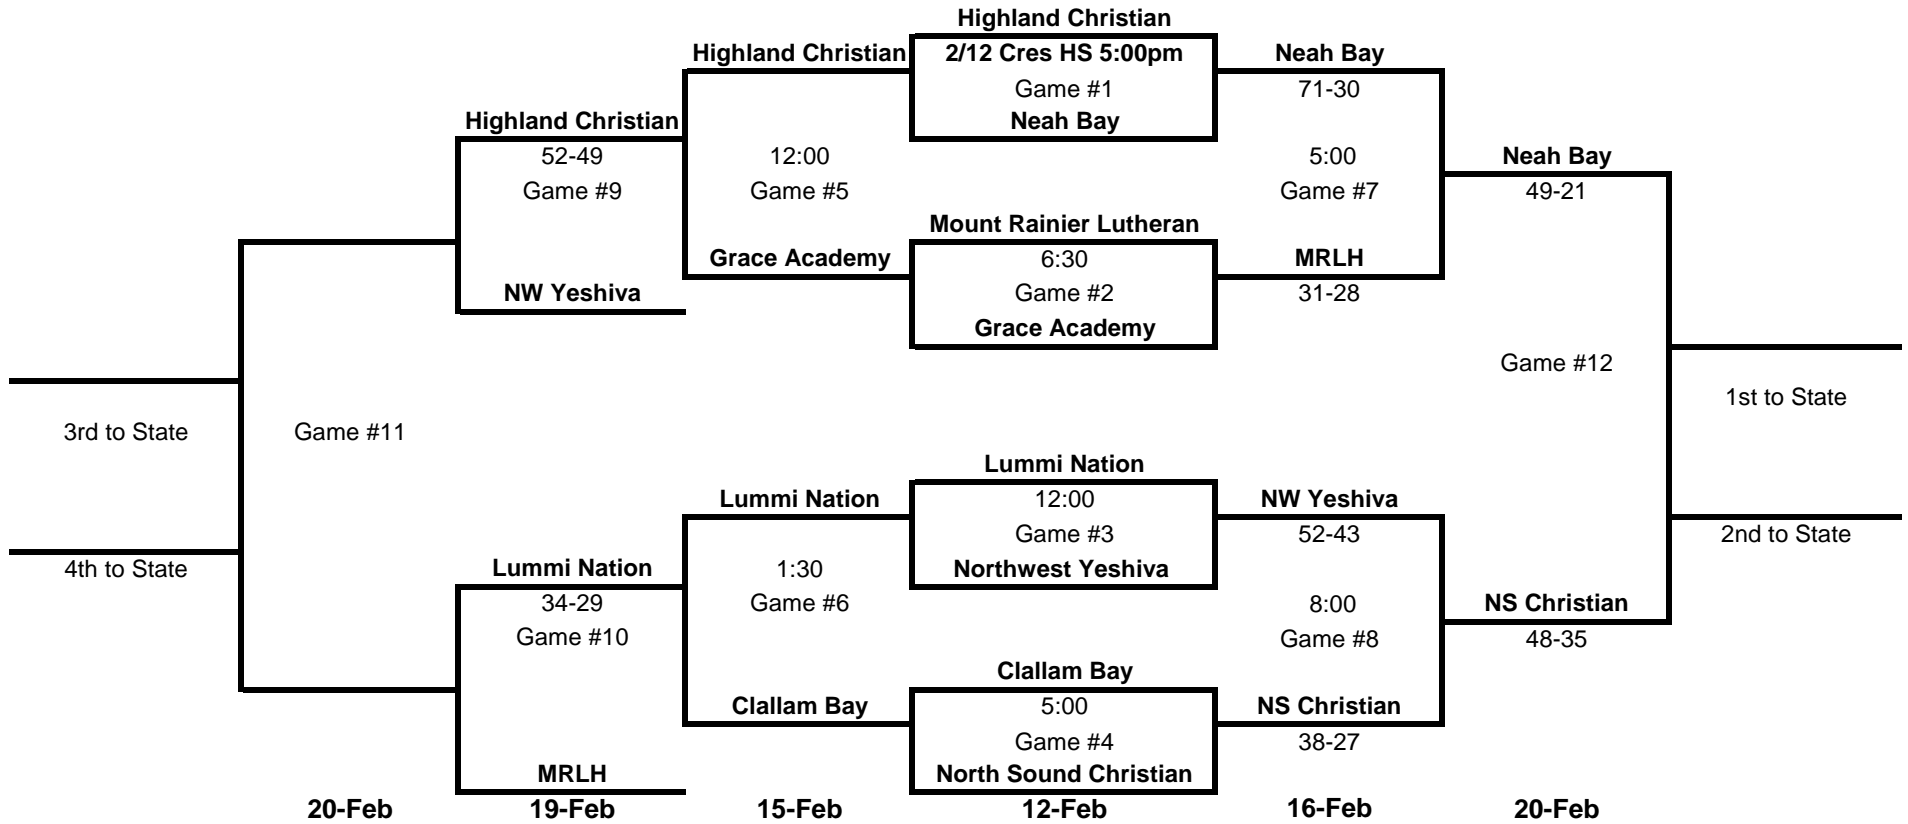 Highland Christian
Highland Christian 2/12 Cres HS 5:00pm Neah Bay
Game #1 71-30
Highland Christian Neah Bay
52-49 12:00 5:00 Neah Bay
Game #9 Game #5 Game #7 49-21
Mount Rainier Lutheran
Grace Academy 6:30 MRLH
NW Yeshiva Game #2 31-28
Grace Academy
Game #12
1st to State
3rd to State Game #11
Lummi Nation
Lummi Nation 12:00 NW Yeshiva
Game #3 52-43 2nd to State
4th to State Lummi Nation 1:30 Northwest Yeshiva
34-29 Game #6 8:00 NS Christian
Game #10 Game #8 48-35
Clallam Bay
Clallam Bay 5:00 NS Christian
Game #4 38-27
MRLH North Sound Christian
20-Feb 19-Feb 15-Feb 12-Feb 16-Feb 20-Feb